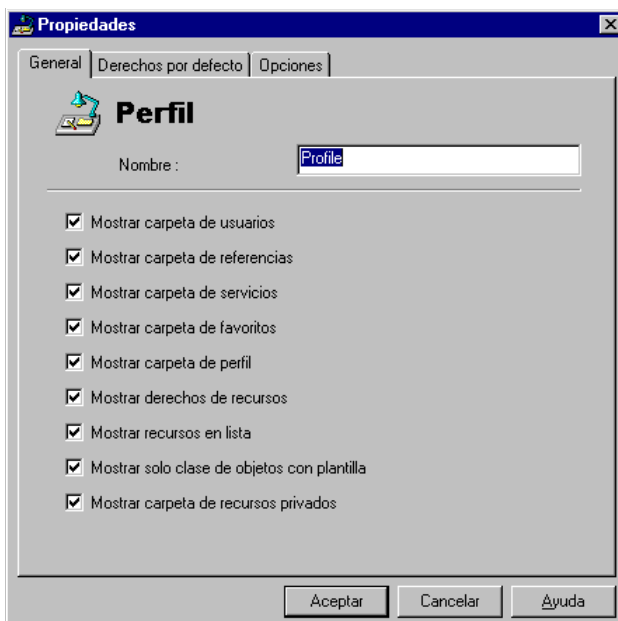 Propiedades
General Derechos por defecto Opciones
Perfil
Nombre : Profile
Mostrar carpeta de usuarios
Mostrar carpeta de referencias
Mostrar carpeta de servicios
Mostrar carpeta de favoritos
Mostrar carpeta de perfil
Mostrar derechos de recursos
Mostrar recursos en lista
Mostrar solo clase de objetos con plantilla
Mostrar carpeta de recursos privados
Aceptar Cancelar Ayuda